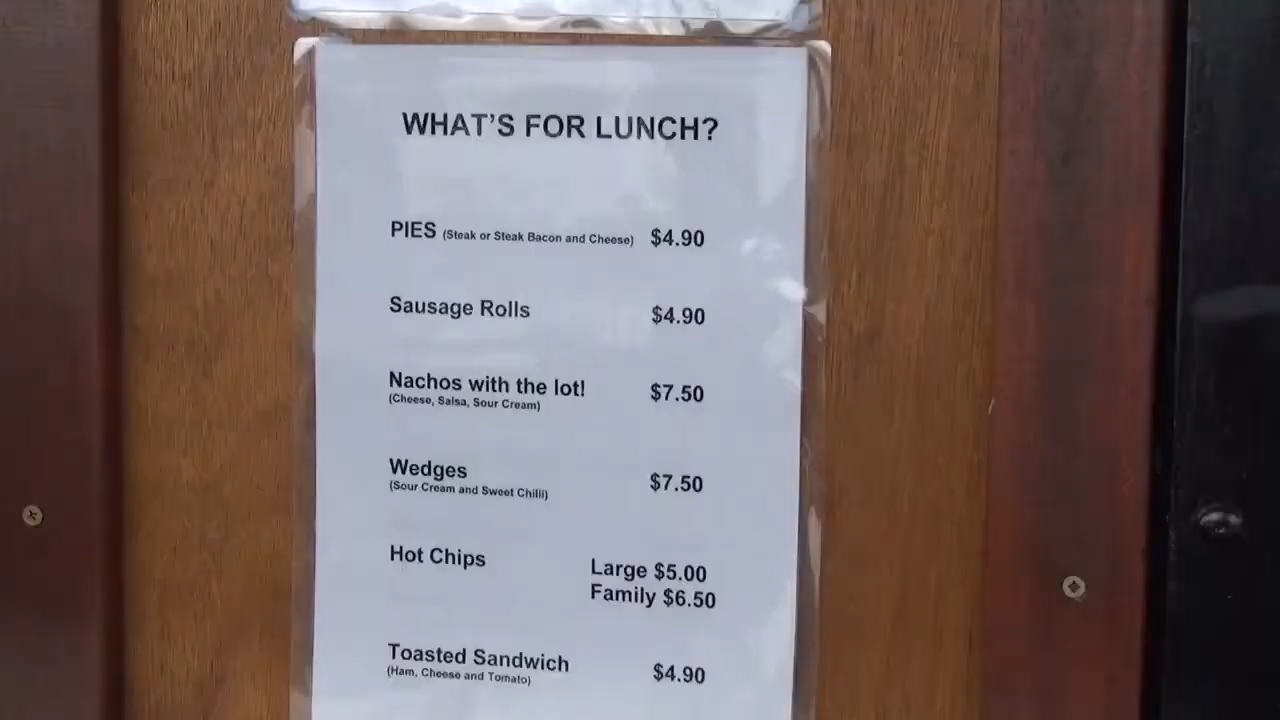 WHAT'S FOR LUNCH?
PIES (Steak or Steak Bacon and Cheese) $4.90
Sausage Rolls $4.90
Nachos with the lot! $7.50
(Cheese, Salsa, Sour Cream)
Wedges $7.50
(Sour Cream and Sweet Chilli)
Hot Chips Large $5.00
Family $6.50
Toasted Sandwich $4.90
(Ham, Cheese and Tomato)